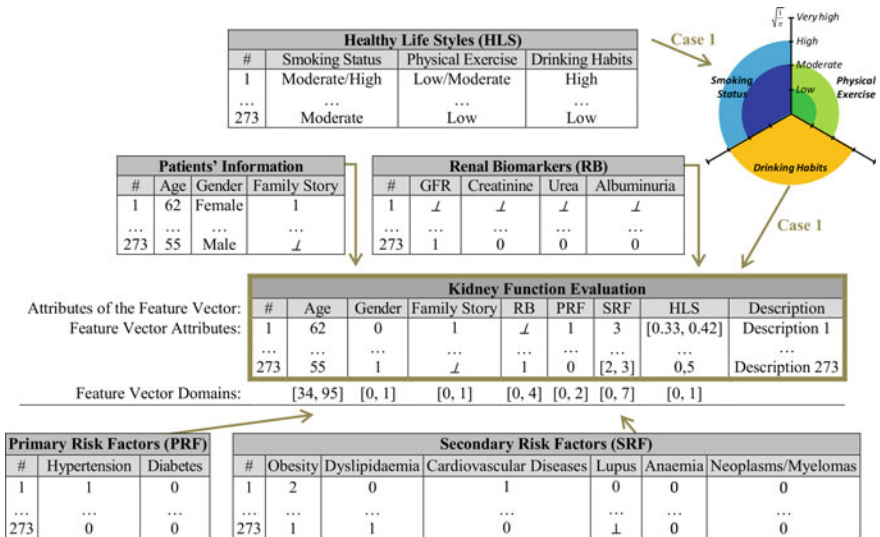 Healthy Life Styles (HLS)
# Smoking Status Physical Exercise Drinking Habits
1 Moderate/High Low/Moderate High
... ... ... ...
273 Moderate Low Low
Case 1
√1/π
Very high
High
Moderate
Low
Smoking Status
Physical Exercise
Drinking Habits
Case 1
Patients' Information
# Age Gender Family Story
1 62 Female 1
... ... ... ...
273 55 Male ⊥
Renal Biomarkers (RB)
# GFR Creatinine Urea Albuminuria
1 ⊥ ⊥ ⊥ ⊥
... ... ... ... ...
273 1 0 0 0
Kidney Function Evaluation
Attributes of the Feature Vector: # Age Gender Family Story RB PRF SRF HLS Description
Feature Vector Attributes: 1 62 0 1 ⊥ 1 3 [0.33, 0.42] Description 1
... ... ... ... ... ... ... ... ...
273 55 1 ⊥ 1 0 [2, 3] 0,5 Description 273
Feature Vector Domains: [34, 95] [0, 1] [0, 1] [0, 4] [0, 2] [0, 7] [0, 1]
Primary Risk Factors (PRF)
# Hypertension Diabetes
1 1 0
... ... ...
273 0 0
Secondary Risk Factors (SRF)
# Obesity Dyslipidaemia Cardiovascular Diseases Lupus Anaemia Neoplasms/Myelomas
1 2 0 1 0 0 0
... ... ... ... ... ... ...
273 1 1 0 ⊥ 0 0